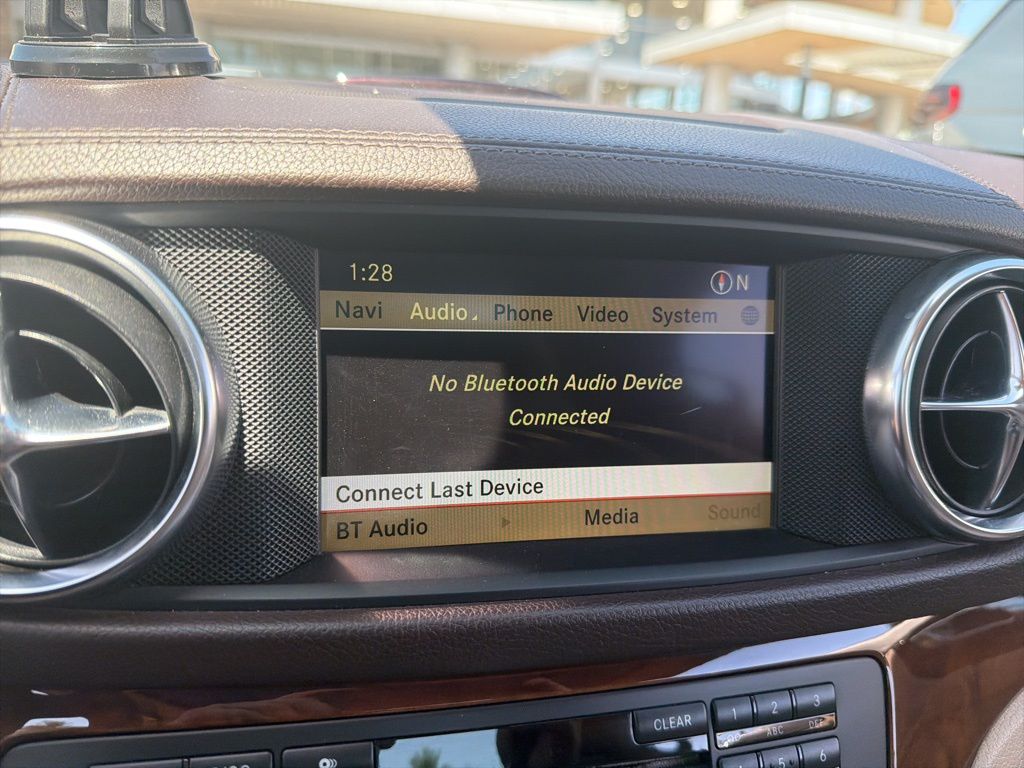 1:28 N
Navi Audio Phone Video System
No Bluetooth Audio Device
Connected
Connect Last Device
BT Audio Media Sound
CLEAR 1 2 3
ABC DEF
5 6